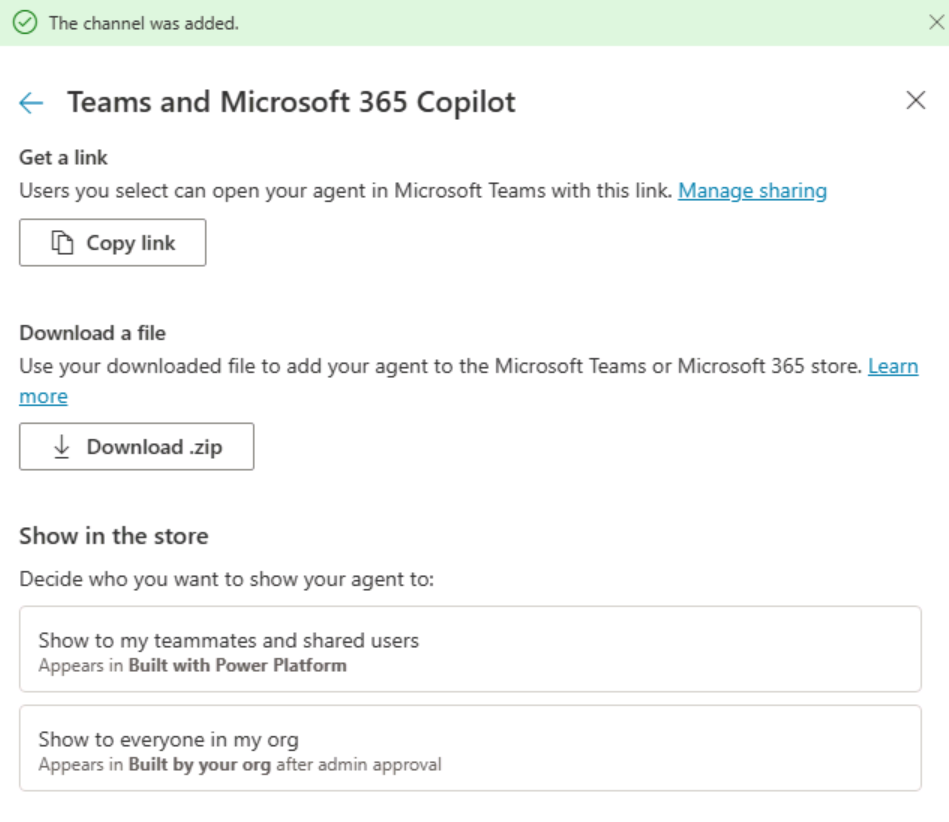 The channel was added.
Teams and Microsoft 365 Copilot
Get a link
Users you select can open your agent in Microsoft Teams with this link. Manage sharing
Copy link
Download a file
Use your downloaded file to add your agent to the Microsoft Teams or Microsoft 365 store. Learn
more
Download .zip
Show in the store
Decide who you want to show your agent to:
Show to my teammates and shared users
Appears in Built with Power Platform
Show to everyone in my org
Appears in Built by your org after admin approval